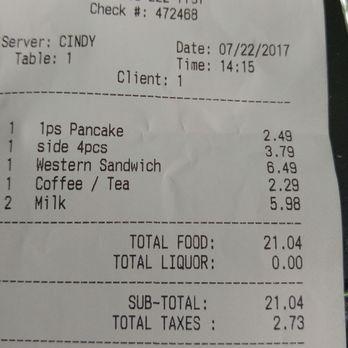 Check #: 472468
Server: CINDY Date: 07/22/2017
Table: 1 Time: 14:15
Client: 1
1 1ps Pancake 2.49
1 side 4pcs 3.79
1 Western Sandwich 6.49
1 Coffee / Tea 2.29
2 Milk 5.98
TOTAL FOOD: 21.04
TOTAL LIQUOR: 0.00
SUB-TOTAL: 21.04
TOTAL TAXES : 2.73